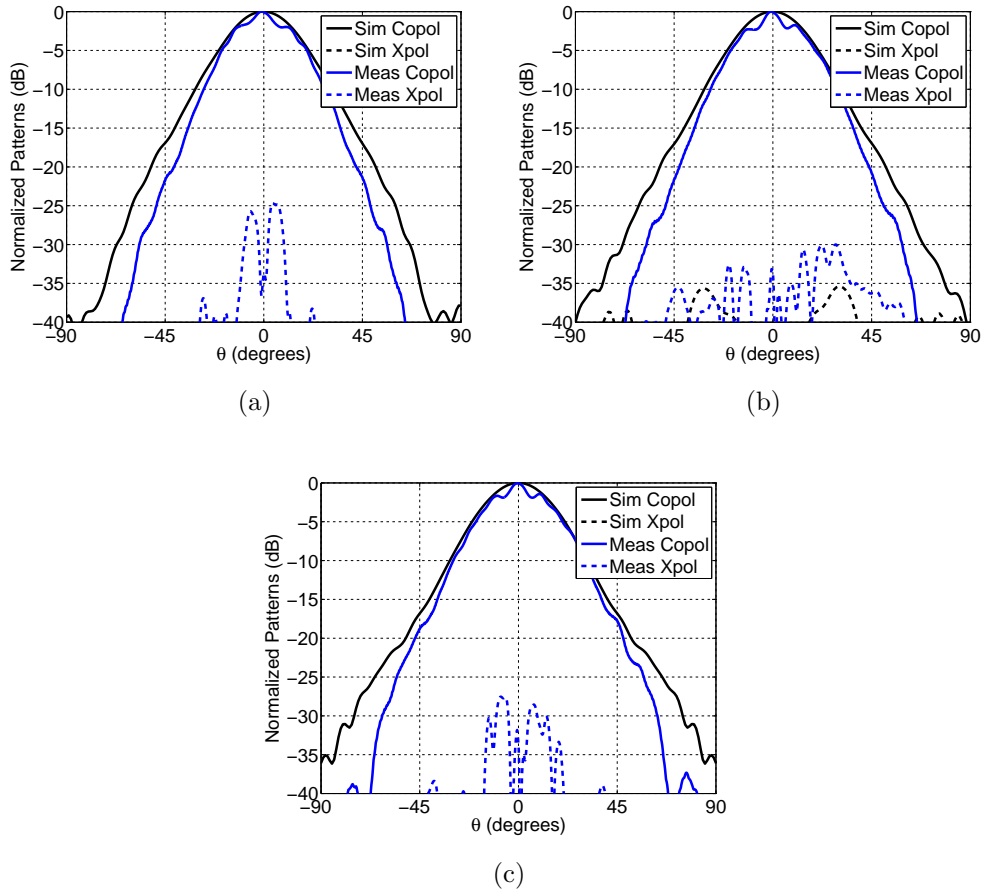 Normalized Patterns (dB)
0
−5
−10
−15
−20
−25
−30
−35
−40
−90
−45
0
45
90
θ (degrees)
Sim Copol
Sim Xpol
Meas Copol
Meas Xpol
(a)
Normalized Patterns (dB)
0
−5
−10
−15
−20
−25
−30
−35
−40
−90
−45
0
45
90
θ (degrees)
Sim Copol
Sim Xpol
Meas Copol
Meas Xpol
(b)
Normalized Patterns (dB)
0
−5
−10
−15
−20
−25
−30
−35
−40
−90
−45
0
45
90
θ (degrees)
Sim Copol
Sim Xpol
Meas Copol
Meas Xpol
(c)